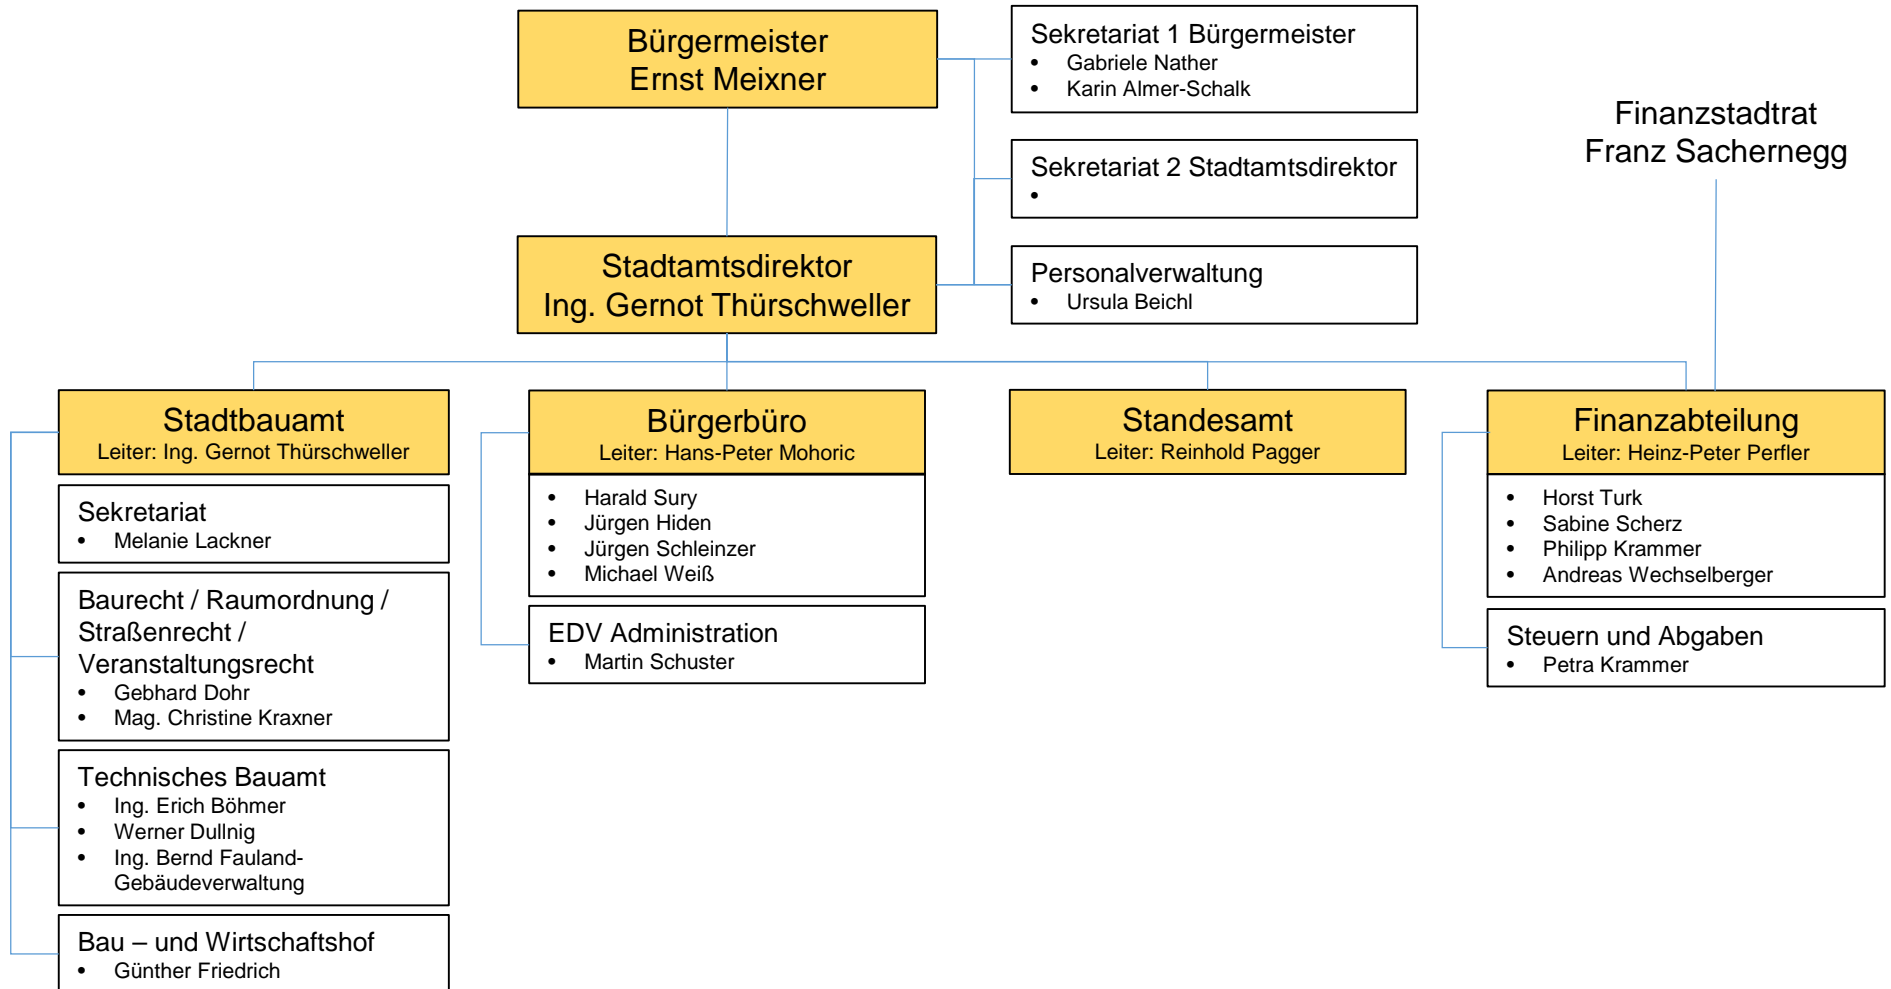 Bürgermeister
Ernst Meixner
Sekretariat 1 Bürgermeister
• Gabriele Nather
• Karin Almer-Schalk
Finanzstadtrat
Franz Sachernegg
Sekretariat 2 Stadtamtsdirektor
•
Stadtamtsdirektor
Ing. Gernot Thürschweller
Personalverwaltung
• Ursula Beichl
Stadtbauamt
Leiter: Ing. Gernot Thürschweller
Sekretariat
• Melanie Lackner
Baurecht / Raumordnung /
Straßenrecht /
Veranstaltungsrecht
• Gebhard Dohr
• Mag. Christine Kraxner
Technisches Bauamt
• Ing. Erich Böhmer
• Werner Dullnig
• Ing. Bernd Fauland-
Gebäudeverwaltung
Bau – und Wirtschaftshof
• Günther Friedrich
Bürgerbüro
Leiter: Hans-Peter Mohoric
• Harald Sury
• Jürgen Hiden
• Jürgen Schleinzer
• Michael Weiß
EDV Administration
• Martin Schuster
Standesamt
Leiter: Reinhold Pagger
Finanzabteilung
Leiter: Heinz-Peter Perfler
• Horst Turk
• Sabine Scherz
• Philipp Krammer
• Andreas Wechselberger
Steuern und Abgaben
• Petra Krammer